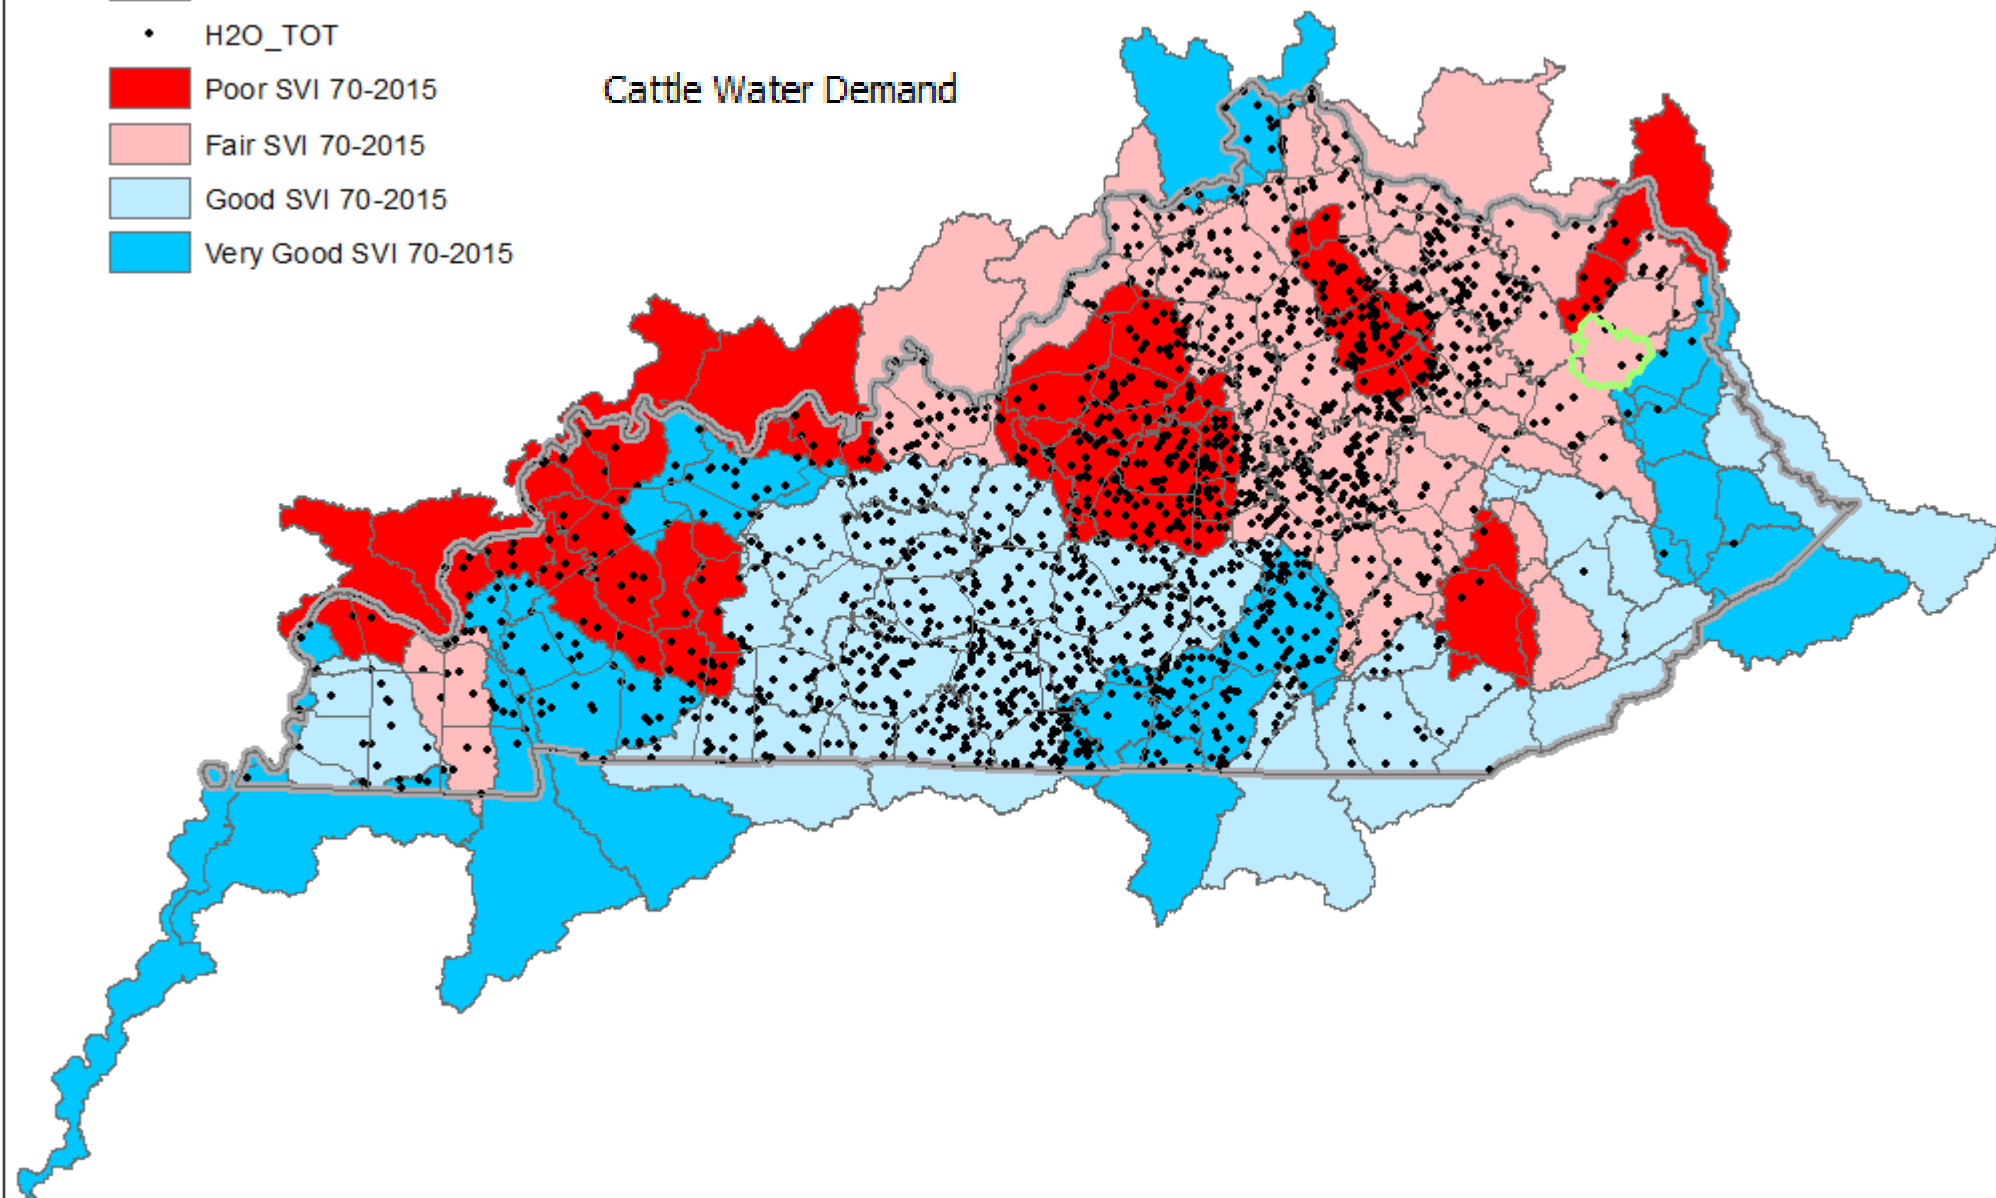 H2O_TOT
Poor SVI 70-2015
Cattle Water Demand
Fair SVI 70-2015
Good SVI 70-2015
Very Good SVI 70-2015